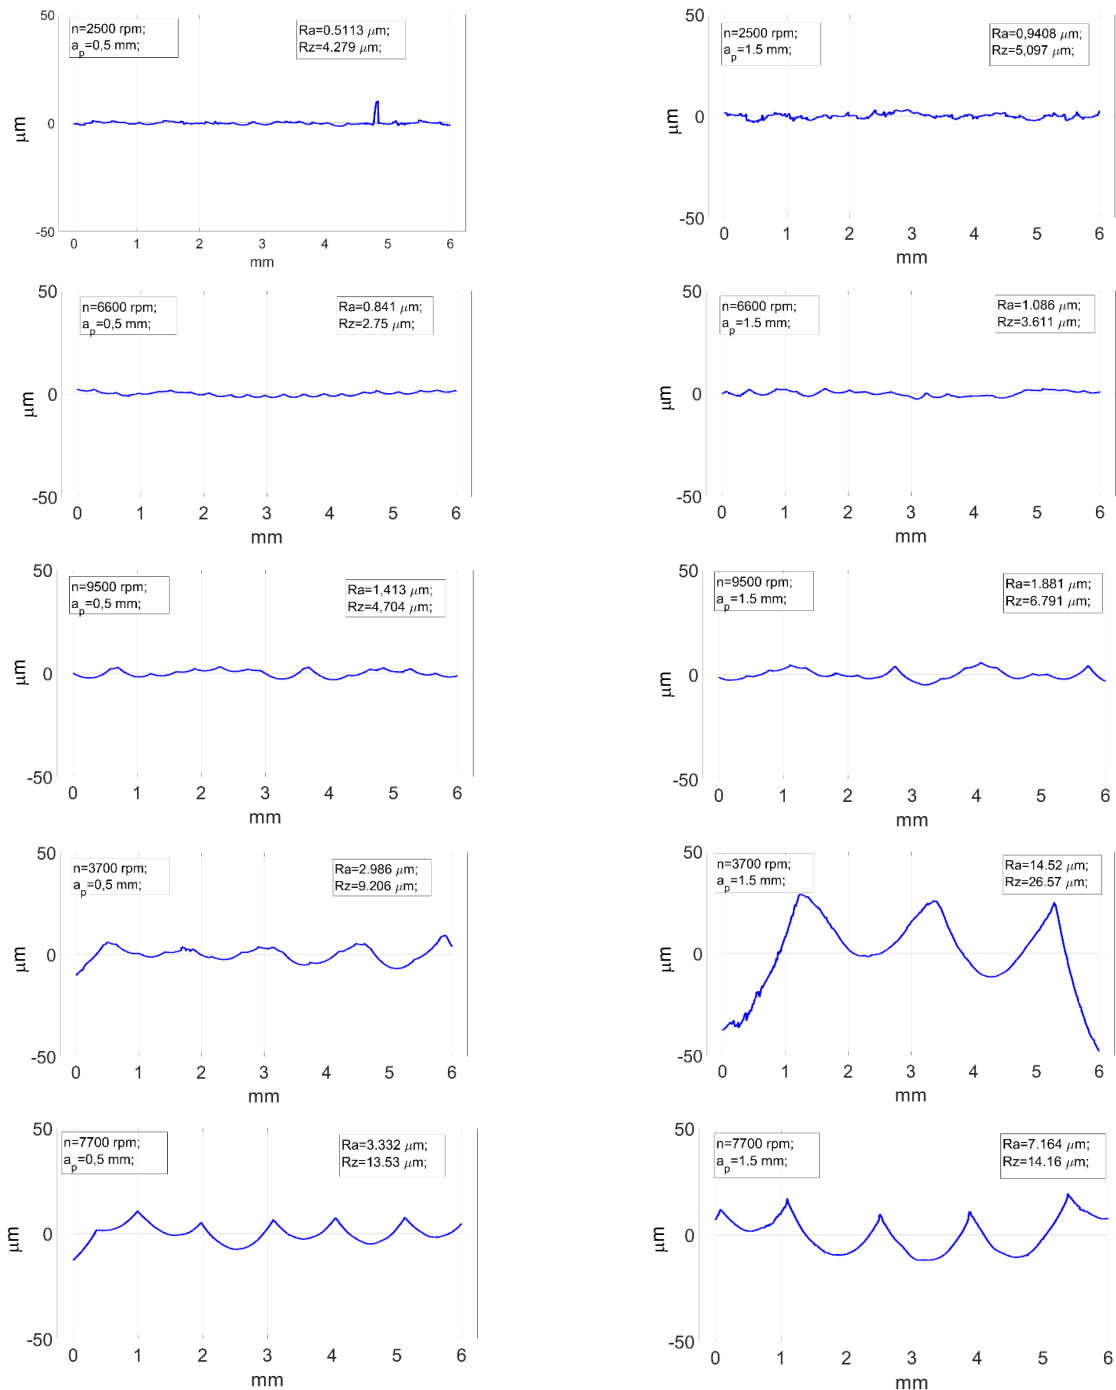 50
n=2500 rpm;
a_p=0,5 mm;
Ra=0.5113 μm;
Rz=4.279 μm;
μm
0
-50
0 1 2 3 4 5 6
mm
50
n=2500 rpm;
a_p=1.5 mm;
Ra=0,9408 μm;
Rz=5,097 μm;
μm
0
-50
0 1 2 3 4 5 6
mm
50
n=6600 rpm;
a_p=0,5 mm;
Ra=0.841 μm;
Rz=2.75 μm;
μm
0
-50
0 1 2 3 4 5 6
mm
50
n=6600 rpm;
a_p=1.5 mm;
Ra=1.086 μm;
Rz=3.611 μm;
μm
0
-50
0 1 2 3 4 5 6
mm
50
n=9500 rpm;
a_p=0,5 mm;
Ra=1,413 μm;
Rz=4,704 μm;
μm
0
-50
0 1 2 3 4 5 6
mm
50
n=9500 rpm;
a_p=1.5 mm;
Ra=1.881 μm;
Rz=6.791 μm;
μm
0
-50
0 1 2 3 4 5 6
mm
50
n=3700 rpm;
a_p=0,5 mm;
Ra=2.986 μm;
Rz=9.206 μm;
μm
0
-50
0 1 2 3 4 5 6
mm
50
n=3700 rpm;
a_p=1.5 mm;
Ra=14.52 μm;
Rz=26.57 μm;
μm
0
-50
0 1 2 3 4 5 6
mm
50
n=7700 rpm;
a_p=0,5 mm;
Ra=3.332 μm;
Rz=13.53 μm;
μm
0
-50
0 1 2 3 4 5 6
mm
50
n=7700 rpm;
a_p=1.5 mm;
Ra=7.164 μm;
Rz=14.16 μm;
μm
0
-50
0 1 2 3 4 5 6
mm